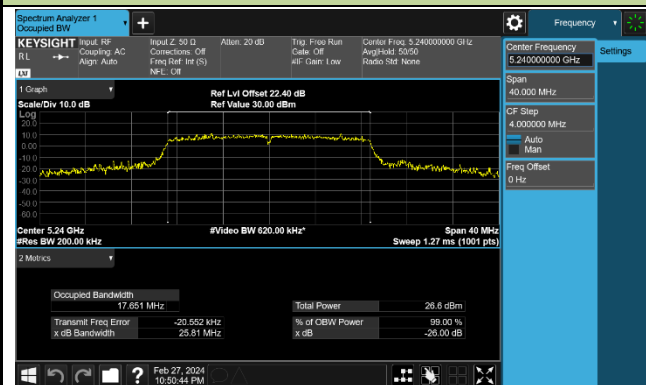 Spectrum Analyzer 1
Occupied BW
Frequency
KEYSIGHT Input: RF Input Z: 50 Ω Atten: 20 dB Trig: Free Run Center Freq: 5.240000000 GHz
RL Coupling: AC Corrections: Off Gate: Off Avg|Hold: 50/50
Align: Auto Freq Ref: Int (S) #IF Gain: Low Radio Std: None
NFE: Off
LXI
Center Frequency
5.240000000 GHz
Settings
Span
40.000 MHz
CF Step
4.000000 MHz
Auto
Man
Freq Offset
0 Hz
1 Graph
Scale/Div 10.0 dB
Ref Lvl Offset 22.40 dB
Ref Value 30.00 dBm
Log
20.0
10.0
0.00
-10.0
-20.0
-30.0
-40.0
-50.0
-60.0
Center 5.24 GHz #Video BW 620.00 kHz* Span 40 MHz
#Res BW 200.00 kHz Sweep 1.27 ms (1001 pts)
2 Metrics
Occupied Bandwidth
17.651 MHz Total Power 26.6 dBm
Transmit Freq Error -20.552 kHz % of OBW Power 99.00 %
x dB Bandwidth 25.81 MHz x dB -26.00 dB
Feb 27, 2024
10:50:44 PM